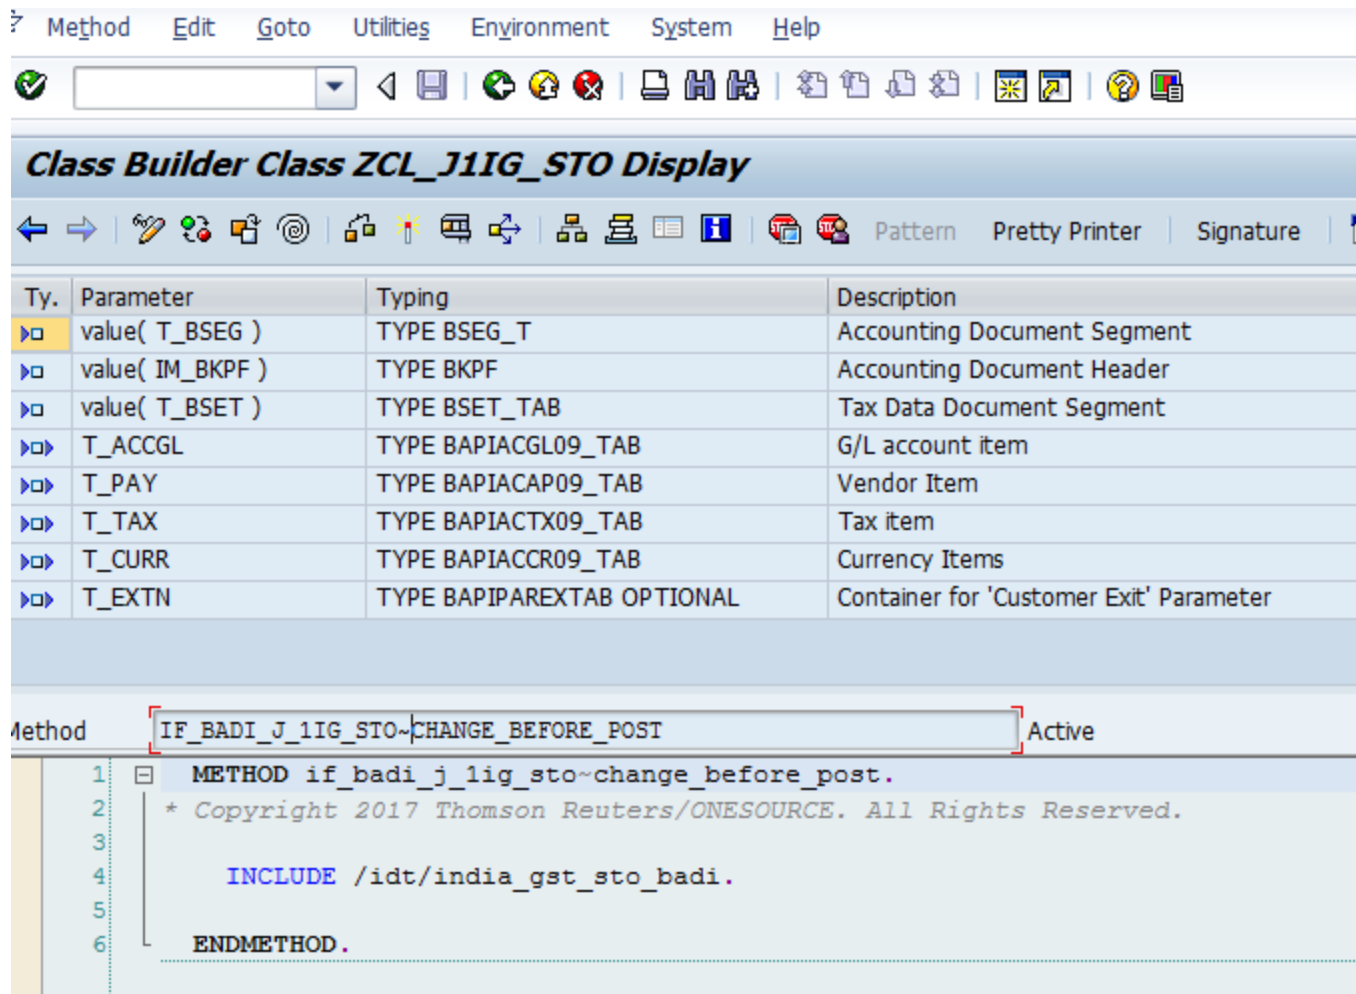 Method Edit Goto Utilities Environment System Help
Class Builder Class ZCL_J1IG_STO Display
Pattern Pretty Printer Signature
Ty. Parameter Typing Description
value( T_BSEG ) TYPE BSEG_T Accounting Document Segment
value( IM_BKPF ) TYPE BKPF Accounting Document Header
value( T_BSET ) TYPE BSET_TAB Tax Data Document Segment
T_ACCGL TYPE BAPIACGL09_TAB G/L account item
T_PAY TYPE BAPIACAP09_TAB Vendor Item
T_TAX TYPE BAPIACTX09_TAB Tax item
T_CURR TYPE BAPIACCR09_TAB Currency Items
T_EXTN TYPE BAPIPAREXTAB OPTIONAL Container for 'Customer Exit' Parameter
Method IF_BADI_J_1IG_STO~CHANGE_BEFORE_POST Active
1 METHOD if_badi_j_1ig_sto~change_before_post.
2 * Copyright 2017 Thomson Reuters/ONESOURCE. All Rights Reserved.
3
4 INCLUDE /idt/india_gst_sto_badi.
5
6 ENDMETHOD.